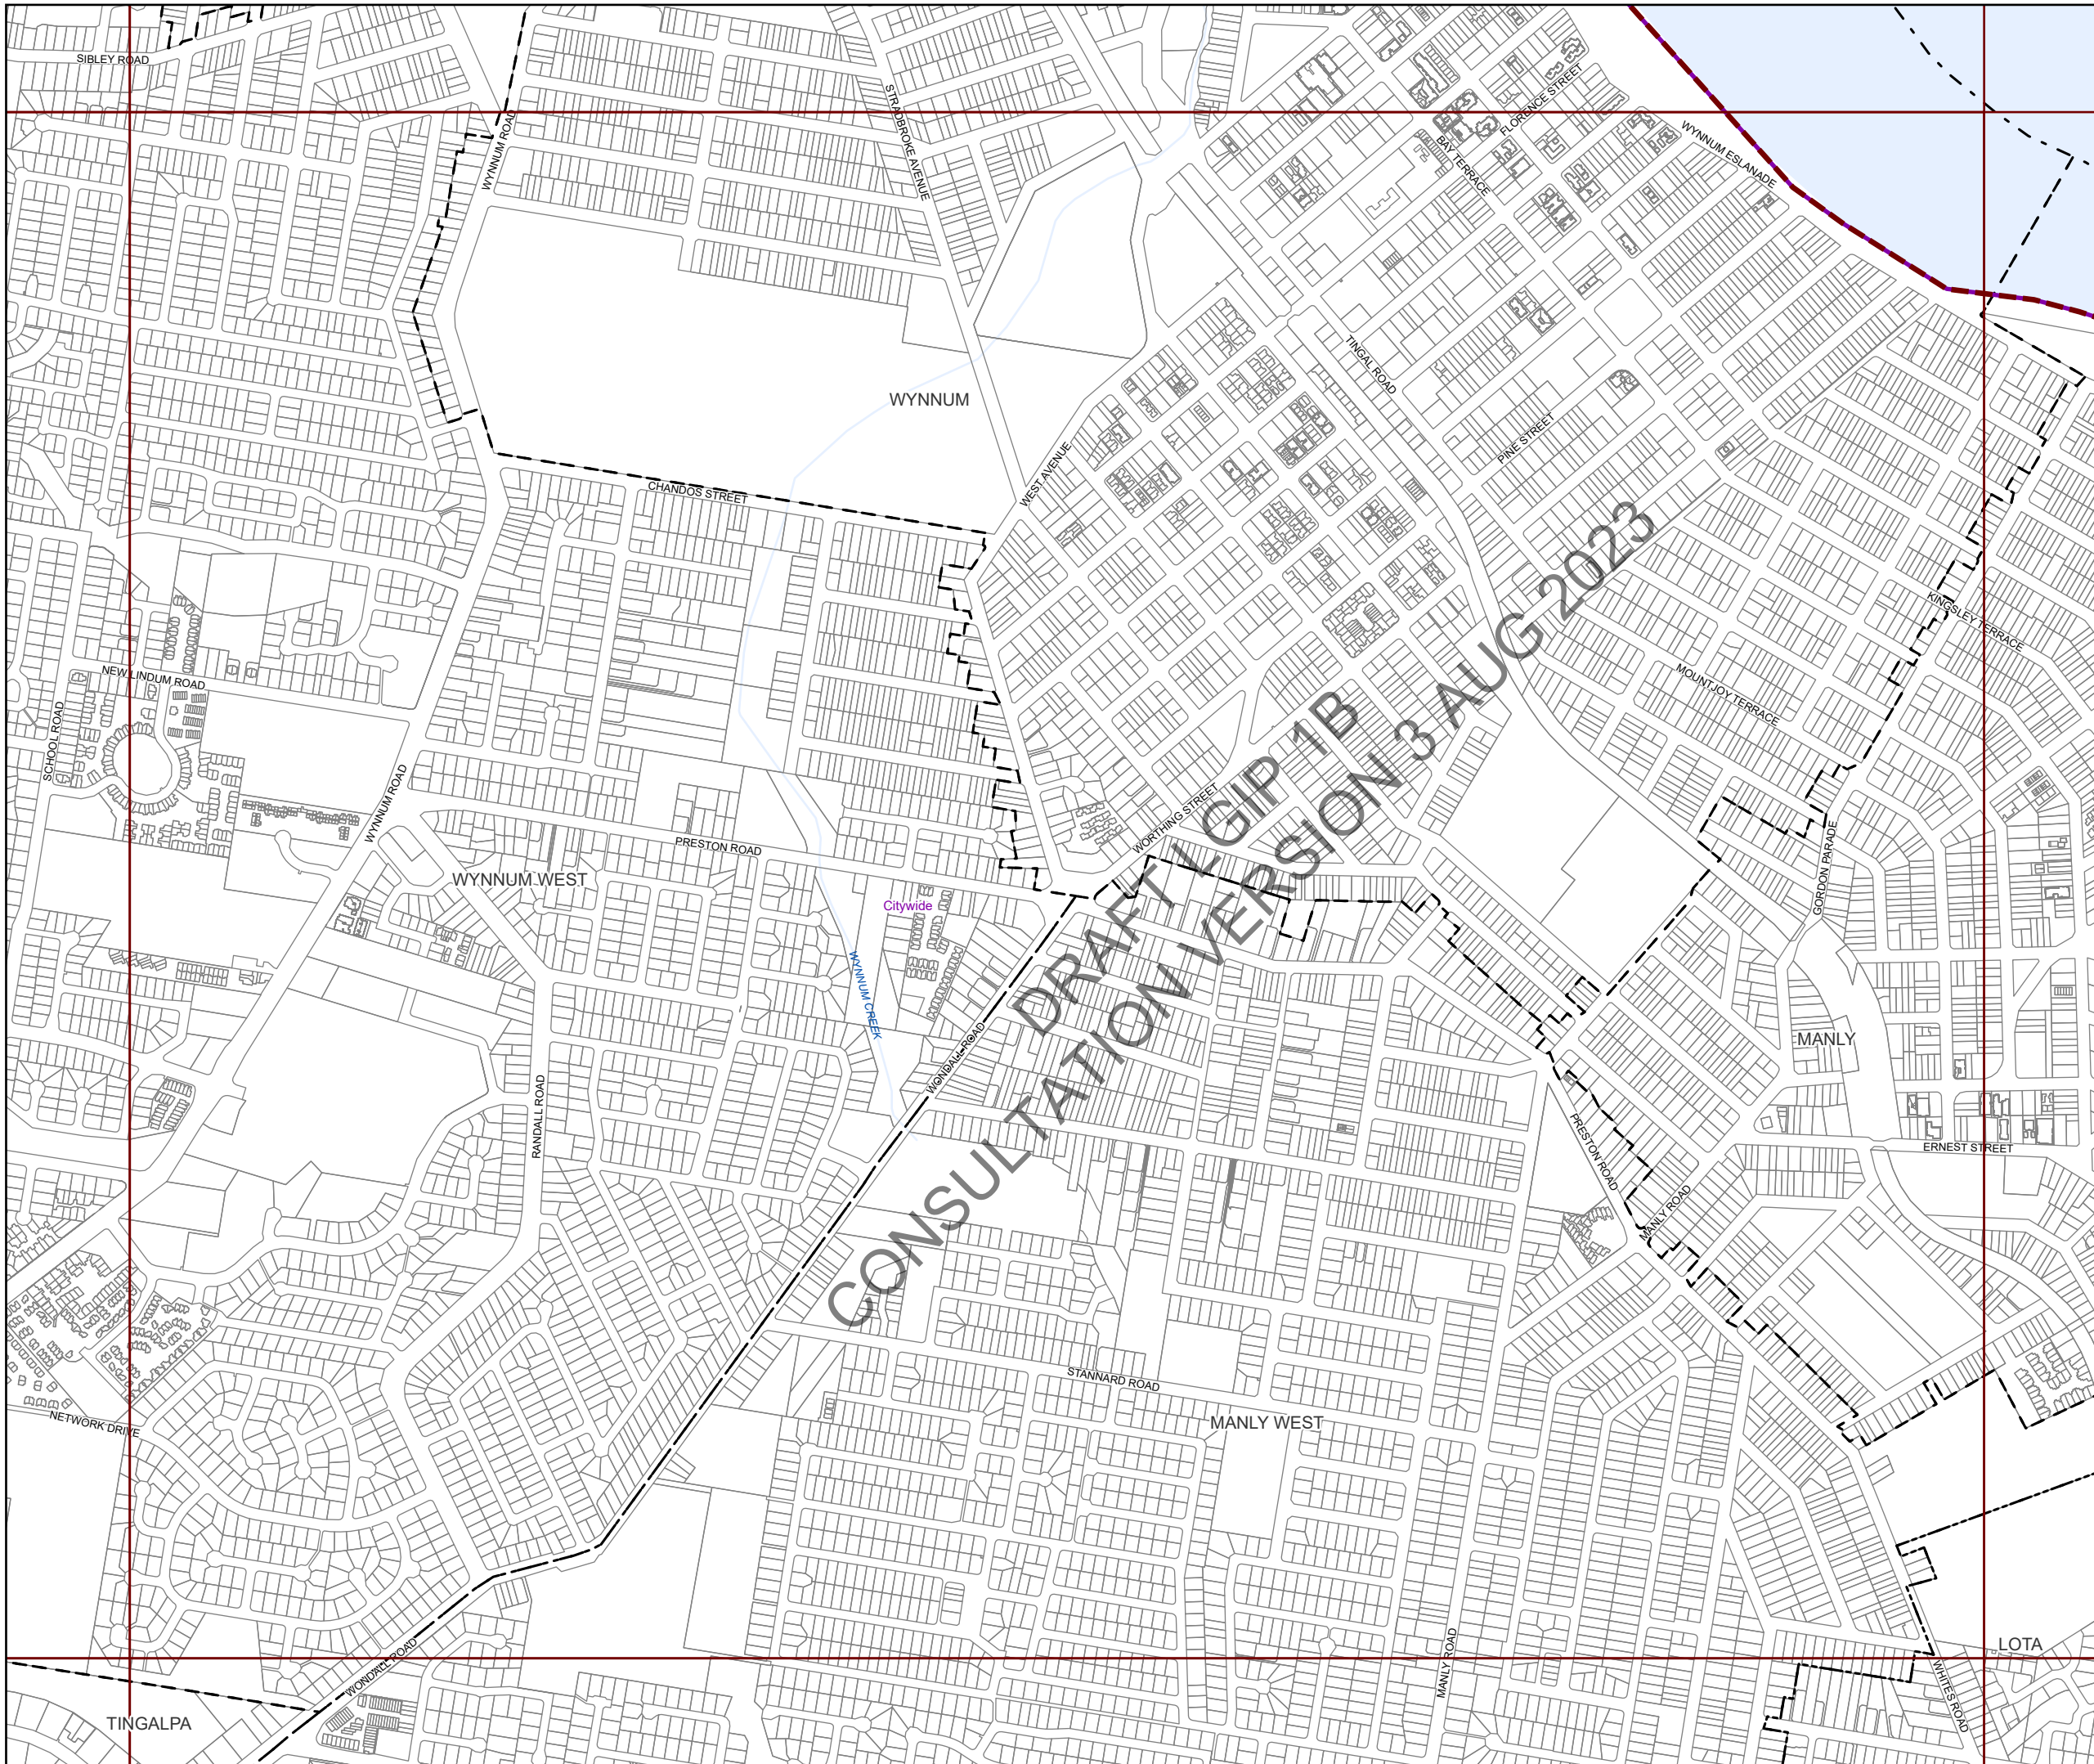 SIBLEY ROAD
STRADBROKE AVENUE
FLORENCE STREET
WYNNUM ROAD
BAY TERRACE
WYNNUM ESLANADE
TINGAL ROAD
WYNNUM
PINE STREET
WEST AVENUE
CHANDOS STREET
KINGSLEY TERRACE
NEW LINDUM ROAD
MOUNTJOY TERRACE
SCHOOL ROAD
WYNNUM ROAD
WORTHING STREET
PRESTON ROAD
WYNNUM WEST
GORDON PARADE
Citywide
WYNNUM CREEK
DRAFT LGIP 1B
CONSULTATION VERSION 3 AUG 2023
WONDALL ROAD
MANLY
RANDALL ROAD
PRESTON ROAD
ERNEST STREET
MANLY ROAD
STANNARD ROAD
NETWORK DRIVE
MANLY WEST
LOTA
WONDALL ROAD
MANLY ROAD
WHITES ROAD
TINGALPA